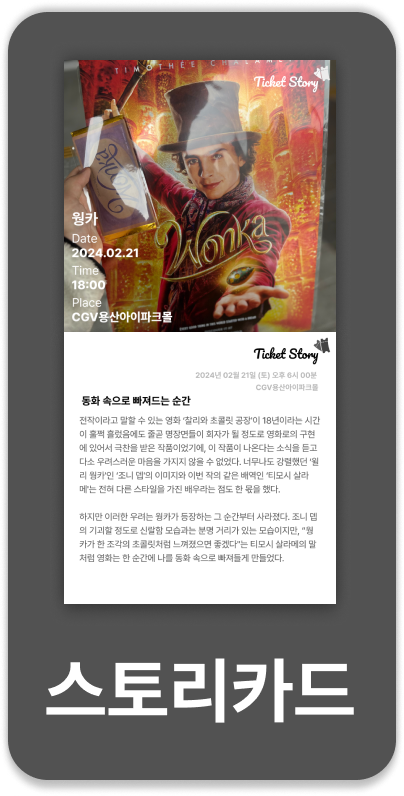 TIMOTHÉE CHALAMET
Ticket Story
Wonka
Wonka
웡카
Date
2024.02.21
Time
18:00
Place
CGV용산아이파크몰
Ticket Story
2024년 02월 21일 (토) 오후 6시 00분
CGV용산아이파크몰
동화 속으로 빠져드는 순간
전작이라고 말할 수 있는 영화 ‘찰리와 초콜릿 공장’이 18년이라는 시간
이 훌쩍 흘렀음에도 줄곧 명장면들이 회자가 될 정도로 영화로의 구현
에 있어서 극찬을 받은 작품이었기에, 이 작품이 나온다는 소식을 듣고
다소 우려스러운 마음을 가지지 않을 수 없었다. 너무나도 강렬했던 ‘윌
리 웡카’인 ‘조니 뎁’의 이미지와 이번 작의 같은 배역인 ‘티모시 살라
메’는 전혀 다른 스타일을 가진 배우라는 점도 한 몫을 했다.
하지만 이러한 우려는 웡카가 등장하는 그 순간부터 사라졌다. 조니 뎁
의 기괴할 정도로 신랄함 모습과는 분명 거리가 있는 모습이지만, “웡
카가 한 조각의 초콜릿처럼 느껴졌으면 좋겠다”는 티모시 살라메의 말
처럼 영화는 한 순간에 나를 동화 속으로 빠져들게 만들었다.
스토리카드